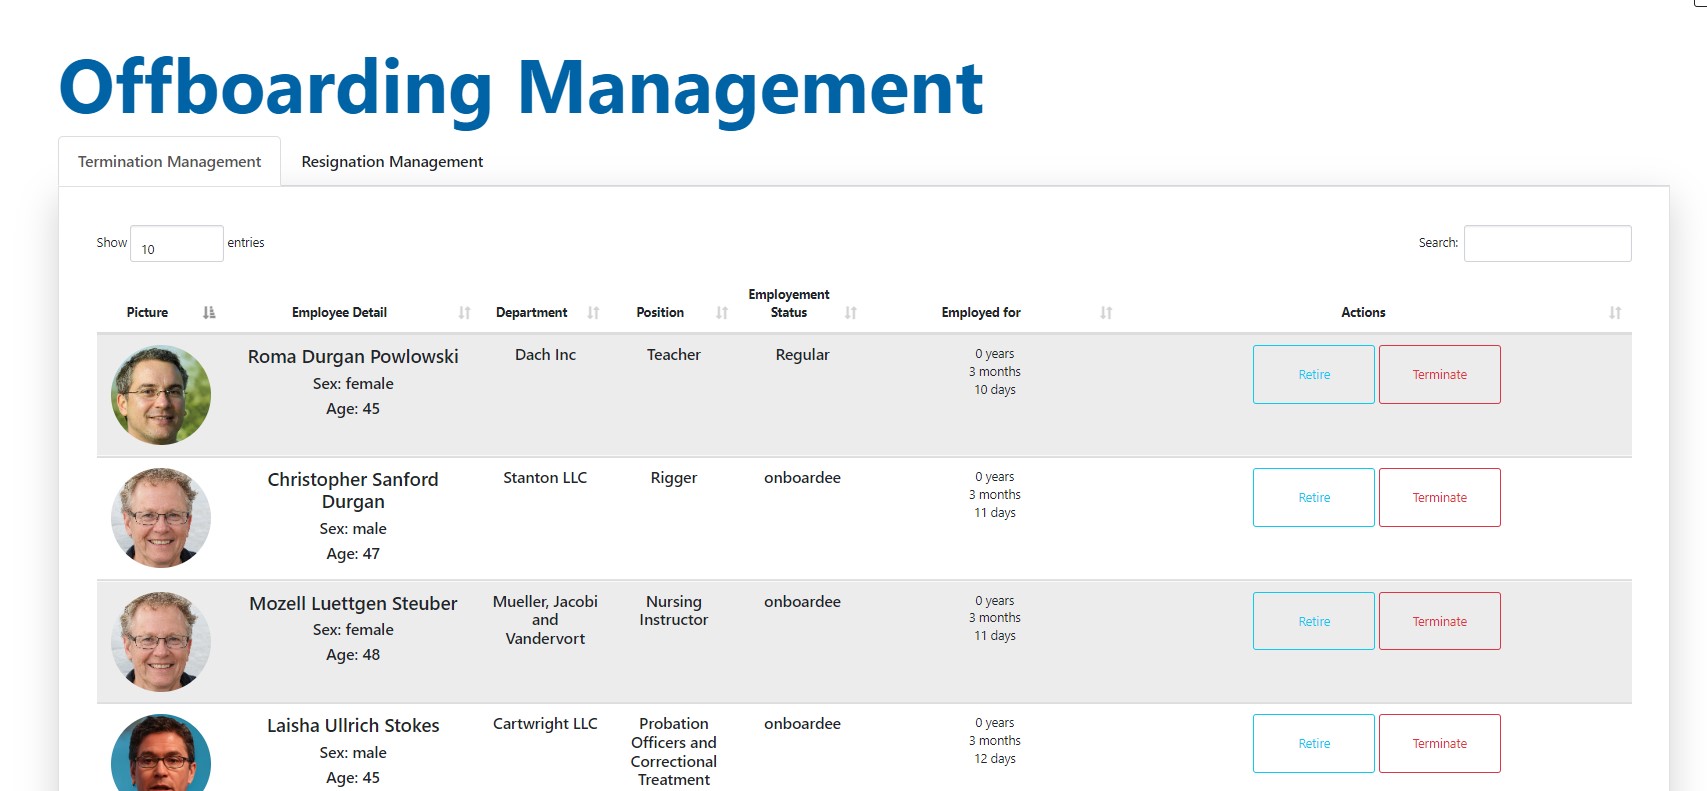 Offboarding Management
Termination Management Resignation Management
Show 10 entries Search:
Picture Employee Detail Department Position Employement Status Employed for Actions
Roma Durgan Powlowski Dach Inc Teacher Regular 0 years Retire Terminate
Sex: female 3 months
Age: 45 10 days
Christopher Sanford Stanton LLC Rigger onboardee 0 years Retire Terminate
Durgan 3 months
Sex: male 11 days
Age: 47
Mozell Luettgen Steuber Mueller, Jacobi Nursing onboardee 0 years Retire Terminate
Sex: female and Instructor 3 months
Age: 48 Vandervort 11 days
Laisha Ullrich Stokes Cartwright LLC Probation onboardee 0 years Retire Terminate
Sex: male Officers and 3 months
Age: 45 Correctional 12 days
Treatment